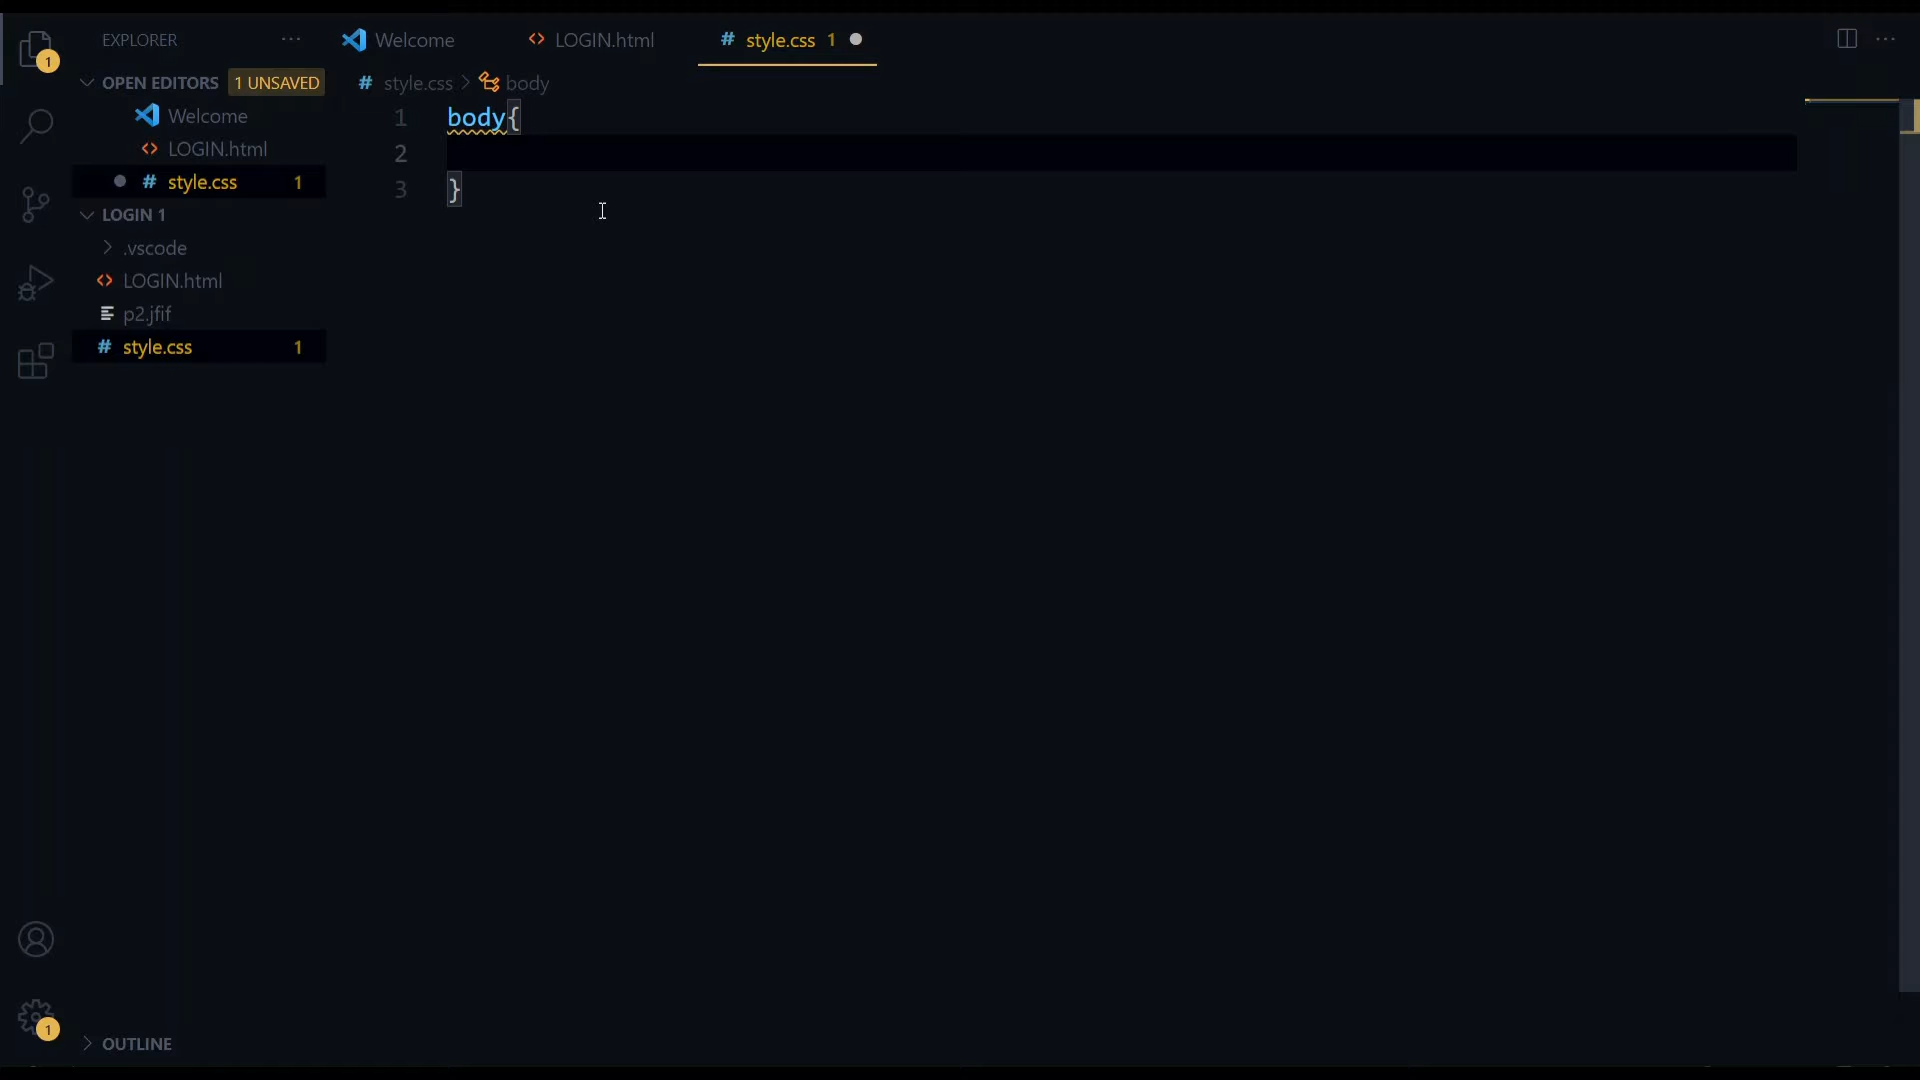 EXPLORER ···
Welcome
LOGIN.html
# style.css 1
···
1
OPEN EDITORS 1 UNSAVED
# style.css > body
Welcome
LOGIN.html
# style.css 1
LOGIN 1
.vscode
LOGIN.html
p2.jfif
# style.css 1
1 body{
2
3 }
1
OUTLINE